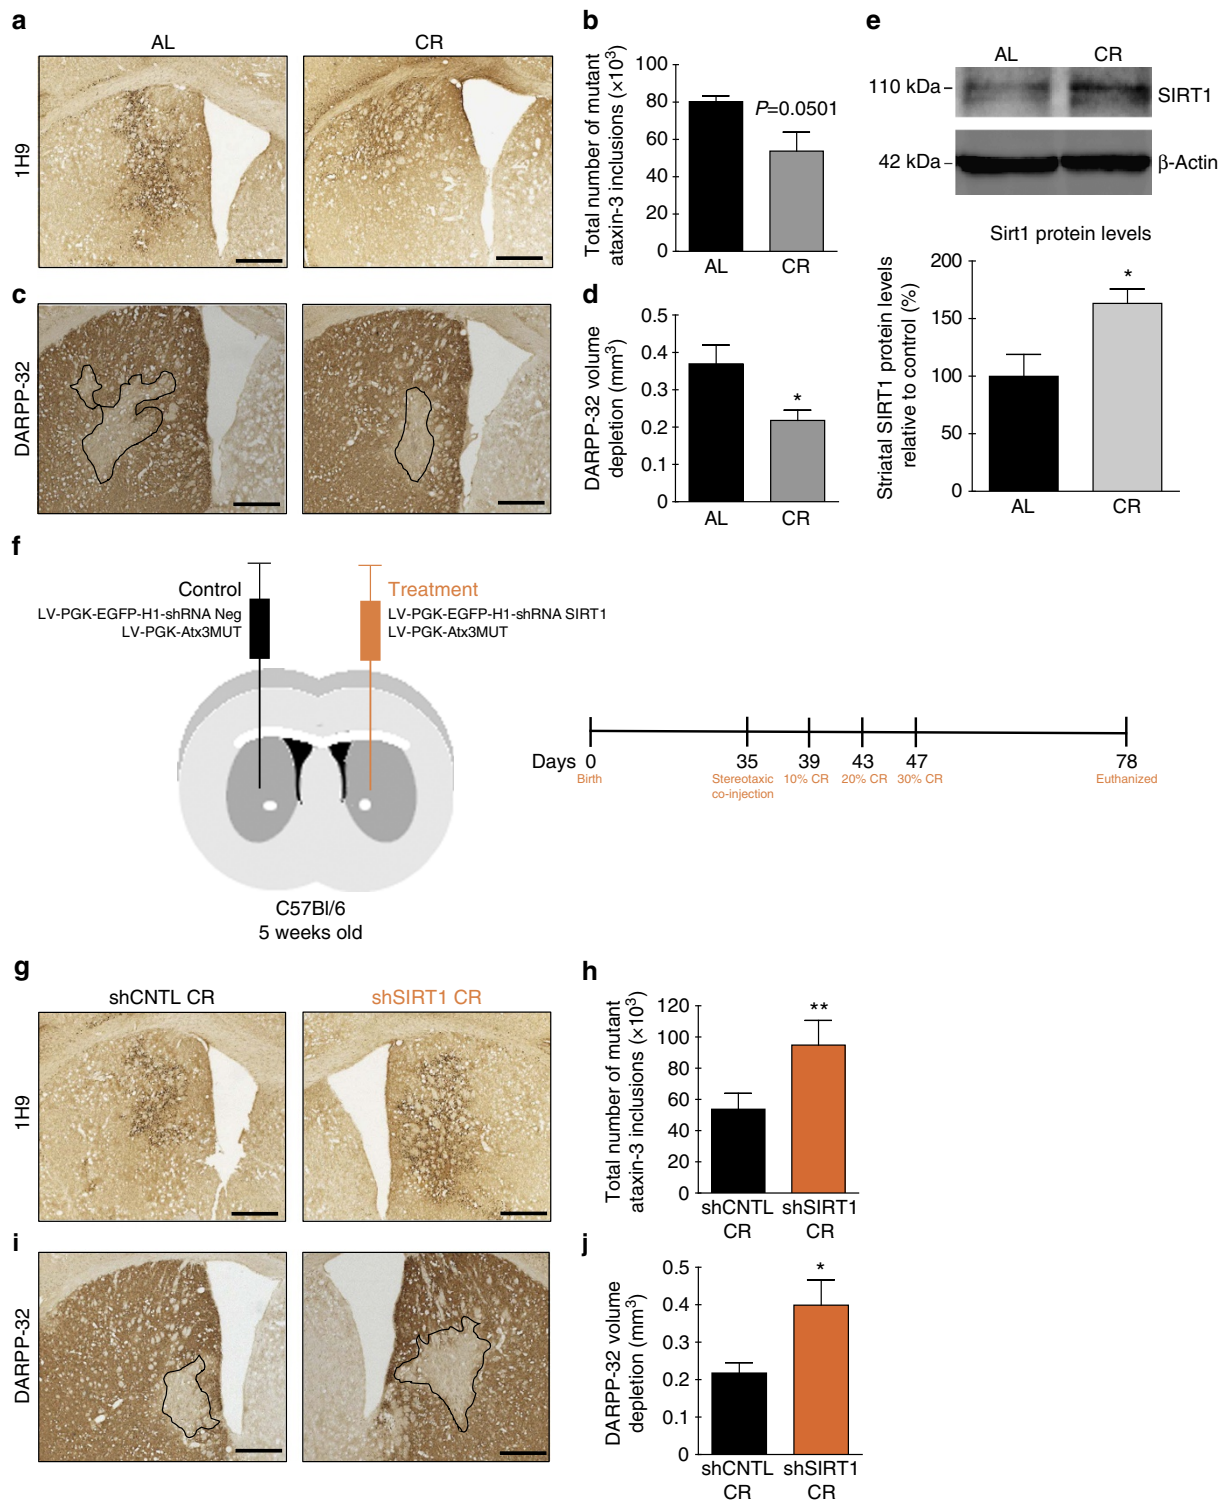 a
AL
CR
1H9
b
Total number of mutant
ataxin-3 inclusions (×10³)
100
80
60
40
20
0
P=0.0501
AL
CR
c
DARPP-32
d
DARPP-32 volume
depletion (mm³)
0.5
0.4
0.3
0.2
0.1
0
*
AL
CR
e
AL
CR
110 kDa
SIRT1
42 kDa
β-Actin
Sirt1 protein levels
Striatal SIRT1 protein levels
relative to control (%)
200
150
100
50
0
*
AL
CR
f
Control
LV-PGK-EGFP-H1-shRNA Neg
LV-PGK-Atx3MUT
Treatment
LV-PGK-EGFP-H1-shRNA SIRT1
LV-PGK-Atx3MUT
C57Bl/6
5 weeks old
Days 0 35 39 43 47 78
Birth
Stereotaxic
co-injection
10% CR
20% CR
30% CR
Euthanized
g
shCNTL CR
shSIRT1 CR
1H9
h
Total number of mutant
ataxin-3 inclusions (×10³)
120
100
80
60
40
20
0
**
shCNTL
CR
shSIRT1
CR
i
DARPP-32
j
DARPP-32 volume
depletion (mm³)
0.5
0.4
0.3
0.2
0.1
0
*
shCNTL
CR
shSIRT1
CR